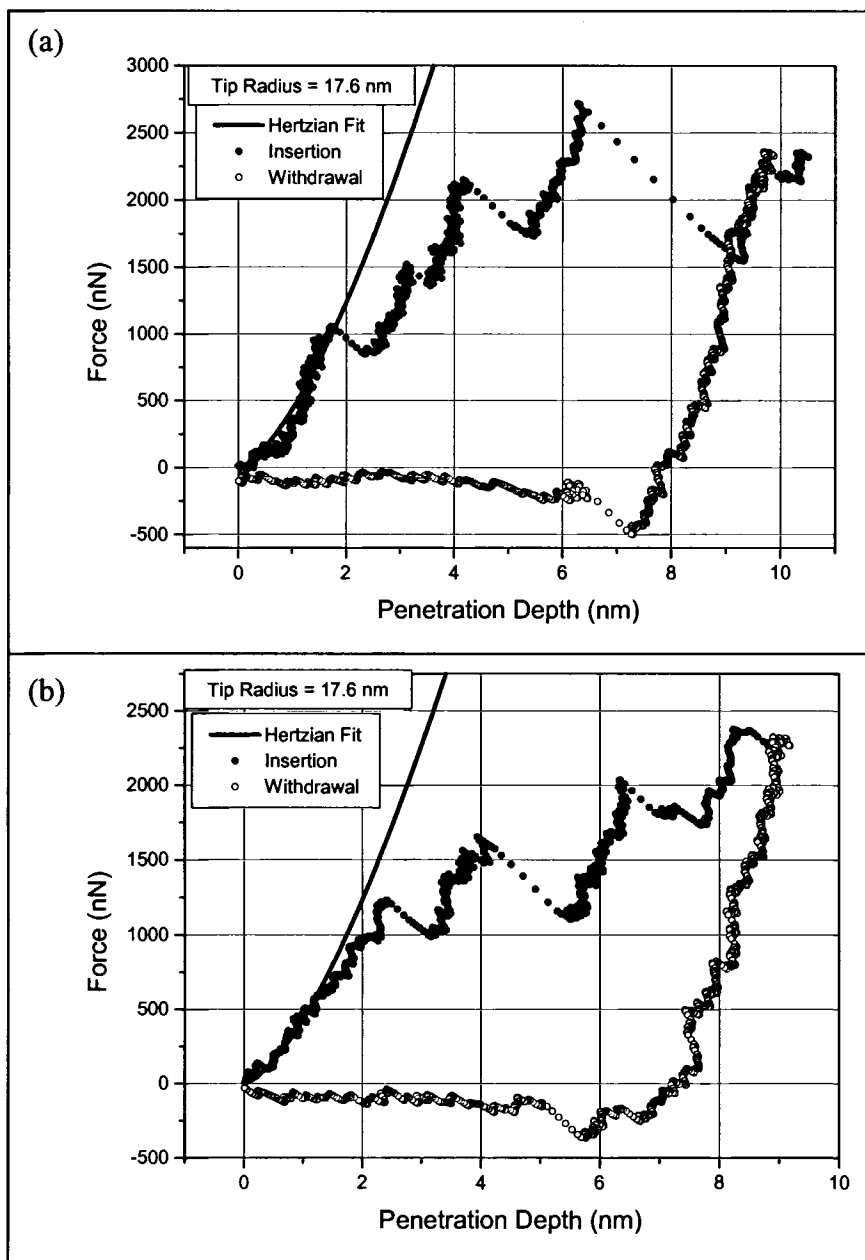 (a)
3000
2500
2000
1500
1000
500
0
-500
Force (nN)
Tip Radius = 17.6 nm
Hertzian Fit
Insertion
Withdrawal
0 2 4 6 8 10
Penetration Depth (nm)
(b)
2500
2000
1500
1000
500
0
-500
Force (nN)
Tip Radius = 17.6 nm
Hertzian Fit
Insertion
Withdrawal
0 2 4 6 8 10
Penetration Depth (nm)